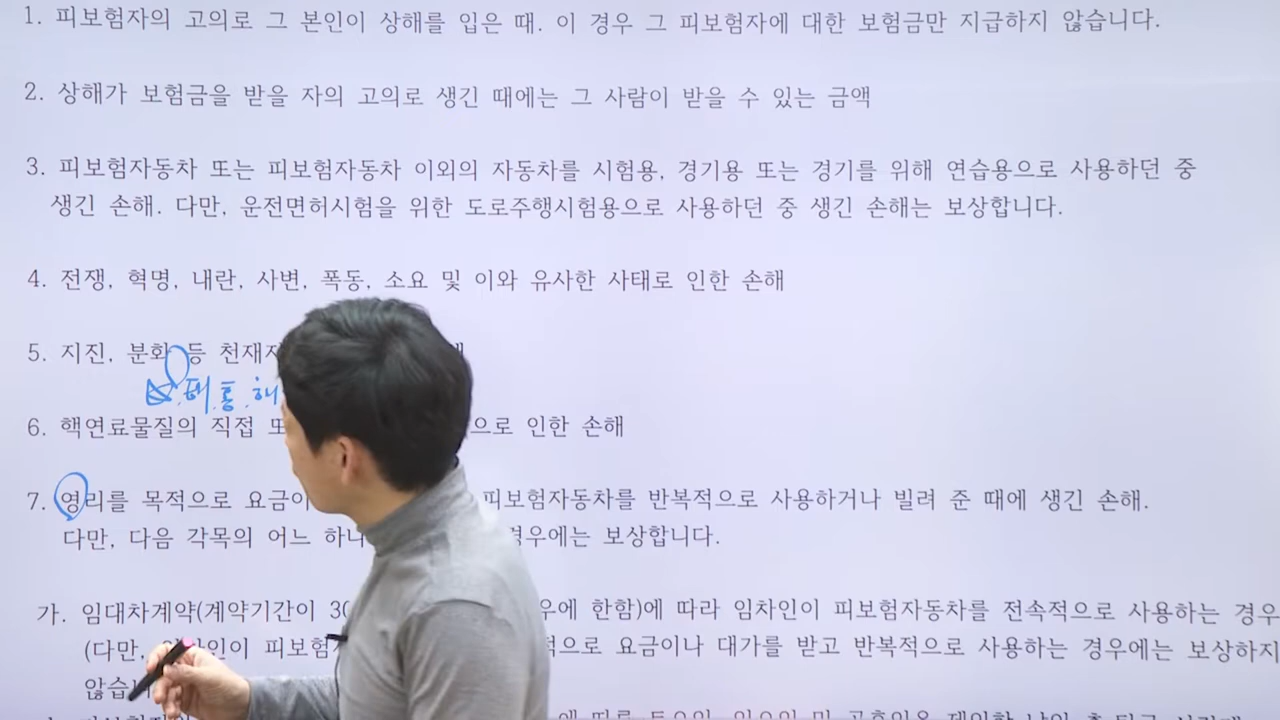 1. 피보험자의 고의로 그 본인이 상해를 입은 때. 이 경우 그 피보험자에 대한 보험금만 지급하지 않습니다.
2. 상해가 보험금을 받을 자의 고의로 생긴 때에는 그 사람이 받을 수 있는 금액
3. 피보험자동차 또는 피보험자동차 이외의 자동차를 시험용, 경기용 또는 경기를 위해 연습용으로 사용하던 중
생긴 손해. 다만, 운전면허시험을 위한 도로주행시험용으로 사용하던 중 생긴 손해는 보상합니다.
4. 전쟁, 혁명, 내란, 사변, 폭동, 소요 및 이와 유사한 사태로 인한 손해
5. 지진, 분화 등 천재지
태.홍.해
6. 핵연료물질의 직접 또 으로 인한 손해
7. 영리를 목적으로 요금이 피보험자동차를 반복적으로 사용하거나 빌려 준 때에 생긴 손해.
다만, 다음 각목의 어느 하나 경우에는 보상합니다.
가. 임대차계약(계약기간이 30 우에 한함)에 따라 임차인이 피보험자동차를 전속적으로 사용하는 경우
(다만, 인이 피보험 적으로 요금이나 대가를 받고 반복적으로 사용하는 경우에는 보상하지
않습